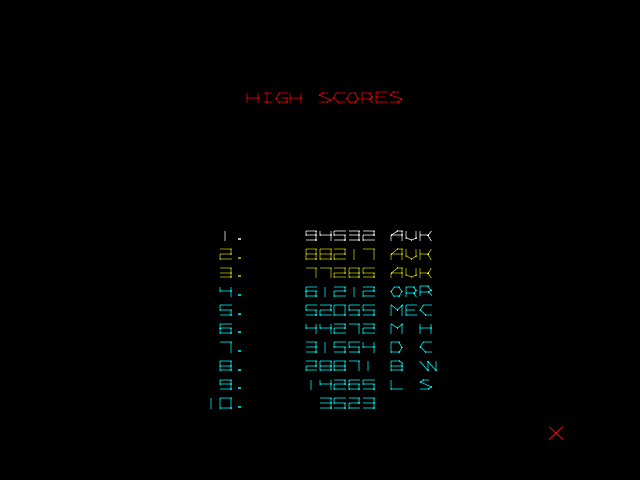 HIGH SCORES
1. 94532 AVK
2. 88217 AVK
3. 77285 AVK
4. 61212 ORR
5. 52055 MEC
6. 44272 M H
7. 31554 D C
8. 28871 B W
9. 14265 L S
10. 3523
X